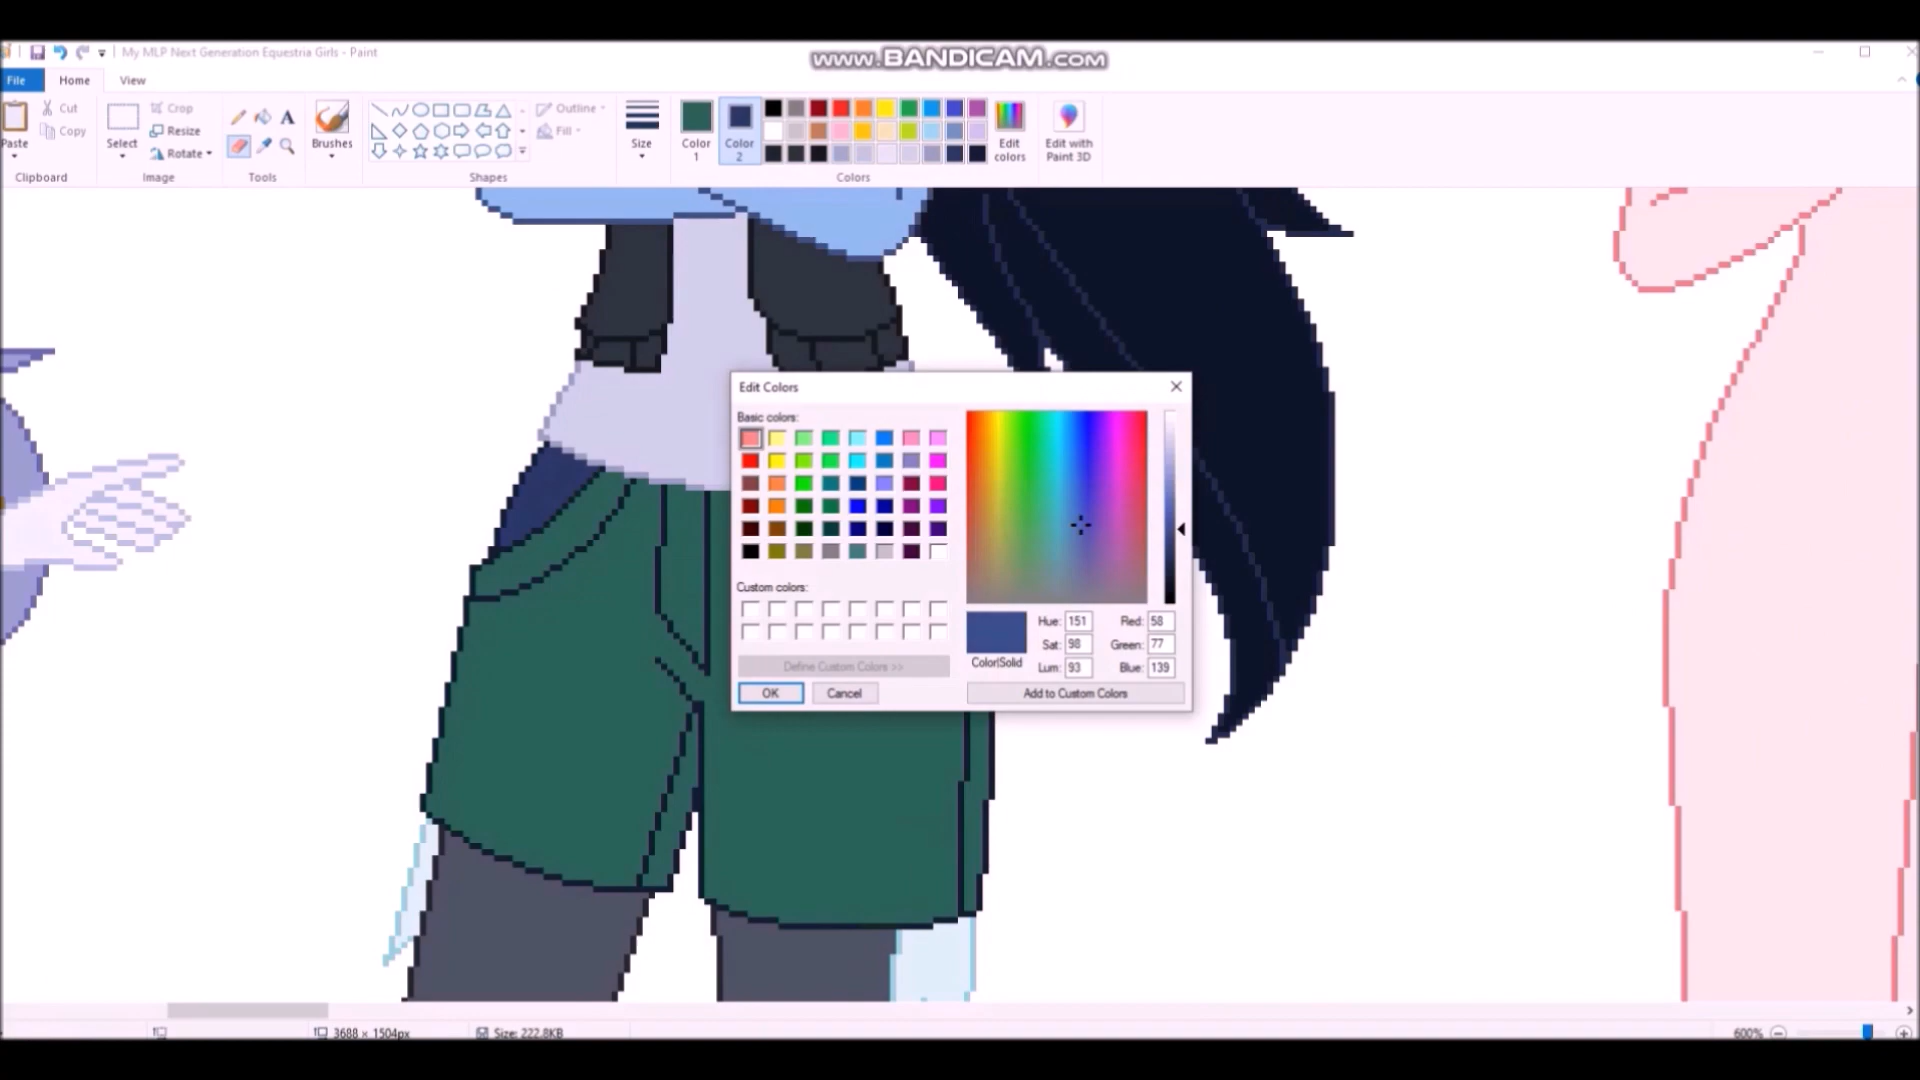 My MLP Next Generation Equestria Girls - Paint
www.BANDICAM.com
File
Home
View
Paste
Cut
Copy
Clipboard
Select
Crop
Resize
Rotate
Image
A
Tools
Brushes
Outline
Fill
Shapes
Size
Color 1
Color 2
Edit colors
Edit with Paint 3D
Colors
Edit Colors
Basic colors:
Custom colors:
Define Custom Colors >>
OK
Cancel
Color|Solid
Hue: 151
Sat: 98
Lum: 93
Red: 58
Green: 77
Blue: 139
Add to Custom Colors
3688 × 1504px
Size: 222.8KB
600%